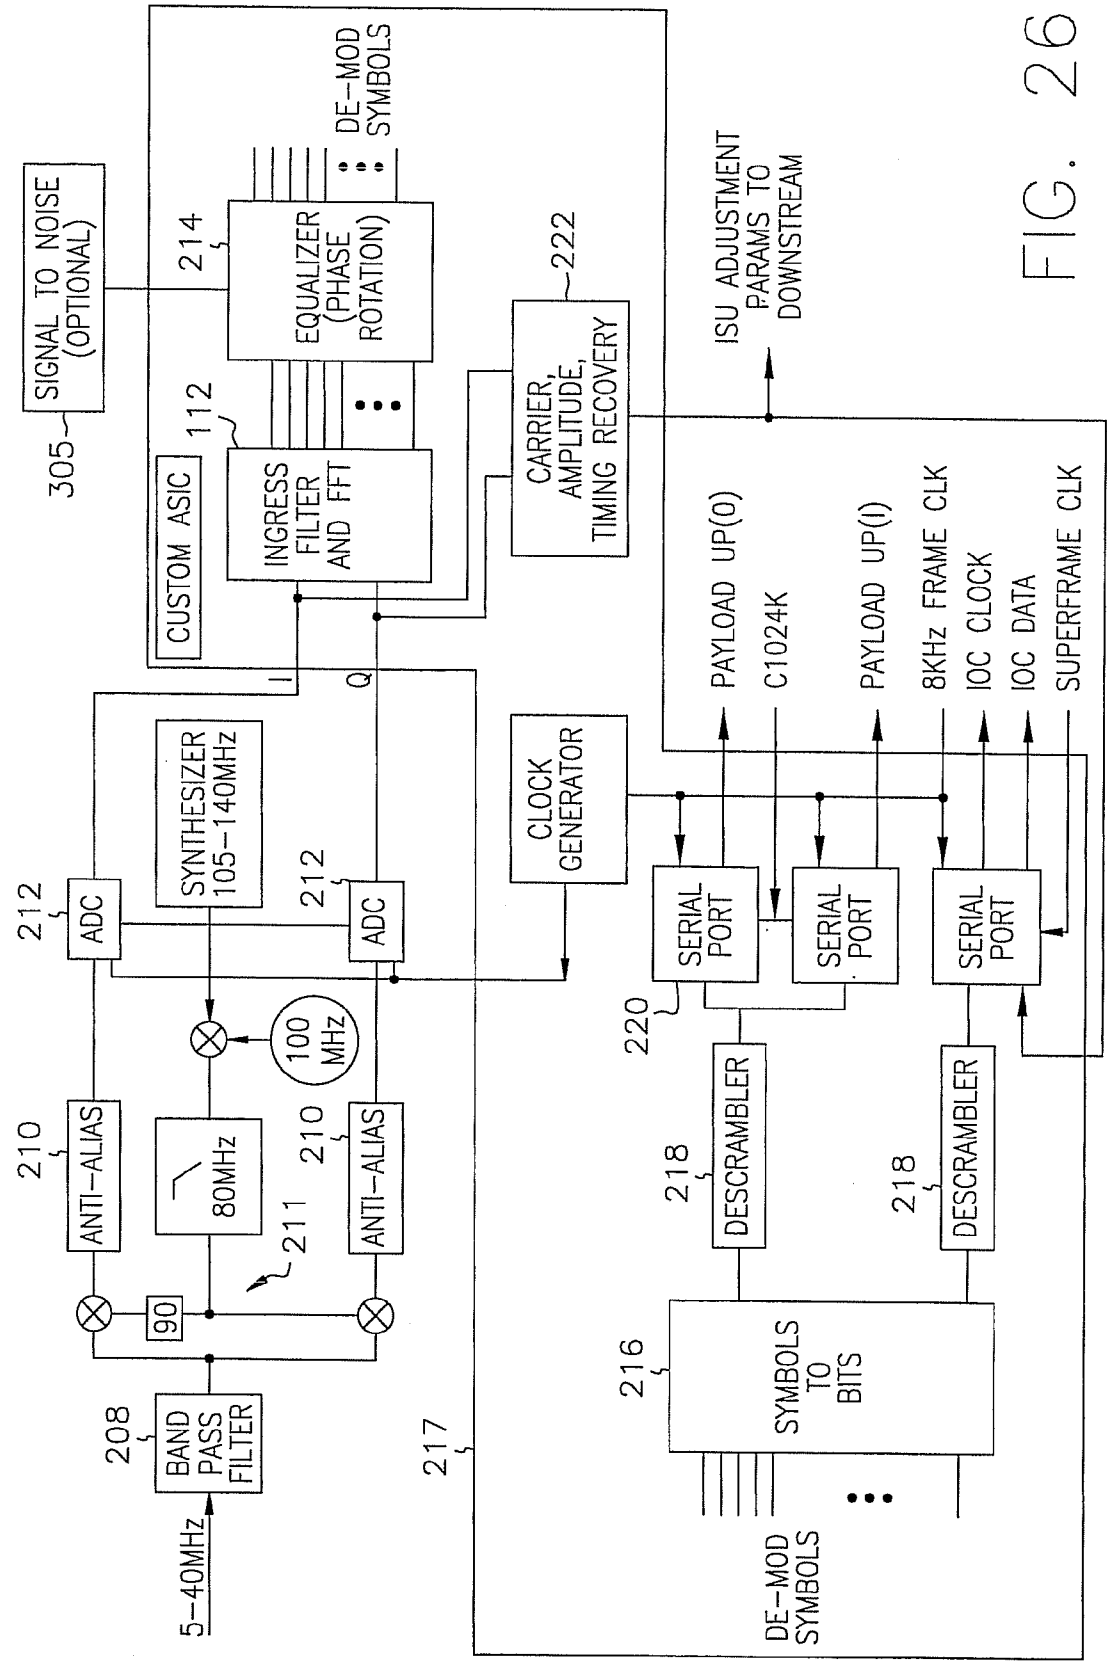 5-40MHz
208
BAND
PASS
FILTER
90
211
210
ANTI-ALIAS
80MHz
210
ANTI-ALIAS
100
MHz
212
ADC
SYNTHESIZER
105-140MHz
212
ADC
I
Q
CUSTOM ASIC
112
INGRESS
FILTER
AND FFT
214
EQUALIZER
(PHASE
ROTATION)
305
SIGNAL TO NOISE
(OPTIONAL)
DE-MOD
SYMBOLS
222
CARRIER,
AMPLITUDE,
TIMING RECOVERY
ISU ADJUSTMENT
PARAMS TO
DOWNSTREAM
CLOCK
GENERATOR
217
DE-MOD
SYMBOLS
216
SYMBOLS
TO
BITS
218
DESCRAMBLER
218
DESCRAMBLER
220
SERIAL
PORT
SERIAL
PORT
SERIAL
PORT
PAYLOAD UP(0)
C1024K
PAYLOAD UP(1)
8KHz FRAME CLK
IOC CLOCK
IOC DATA
SUPERFRAME CLK
FIG. 26